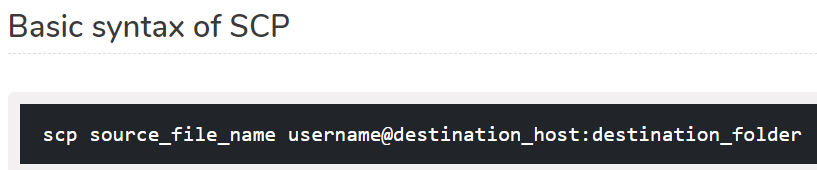 Basic syntax of SCP
scp source_file_name username@destination_host:destination_folder